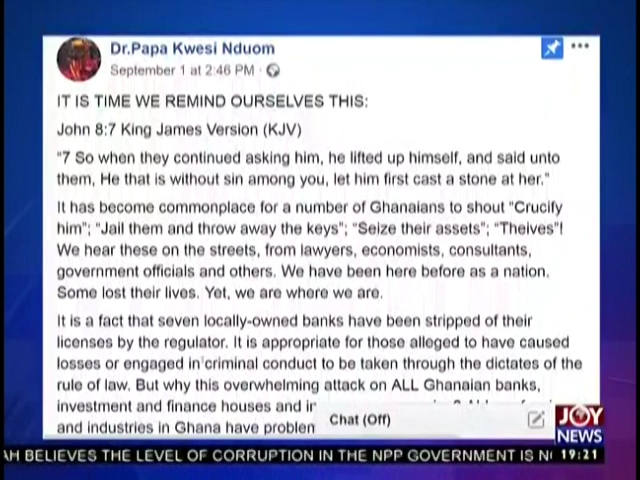 Dr.Papa Kwesi Nduom
September 1 at 2:46 PM ·
IT IS TIME WE REMIND OURSELVES THIS:
John 8:7 King James Version (KJV)
"7 So when they continued asking him, he lifted up himself, and said unto
them, He that is without sin among you, let him first cast a stone at her."
It has become commonplace for a number of Ghanaians to shout "Crucify
him"; "Jail them and throw away the keys"; "Seize their assets"; "Theives"!
We hear these on the streets, from lawyers, economists, consultants,
government officials and others. We have been here before as a nation.
Some lost their lives. Yet, we are where we are.
It is a fact that seven locally-owned banks have been stripped of their
licenses by the regulator. It is appropriate for those alleged to have caused
losses or engaged in criminal conduct to be taken through the dictates of the
rule of law. But why this overwhelming attack on ALL Ghanaian banks,
investment and finance houses and
and industries in Ghana have
Chat (Off)
JOY
NEWS
BELIEVES THE LEVEL OF CORRUPTION IN THE NPP GOVERNMENT IS
19:21